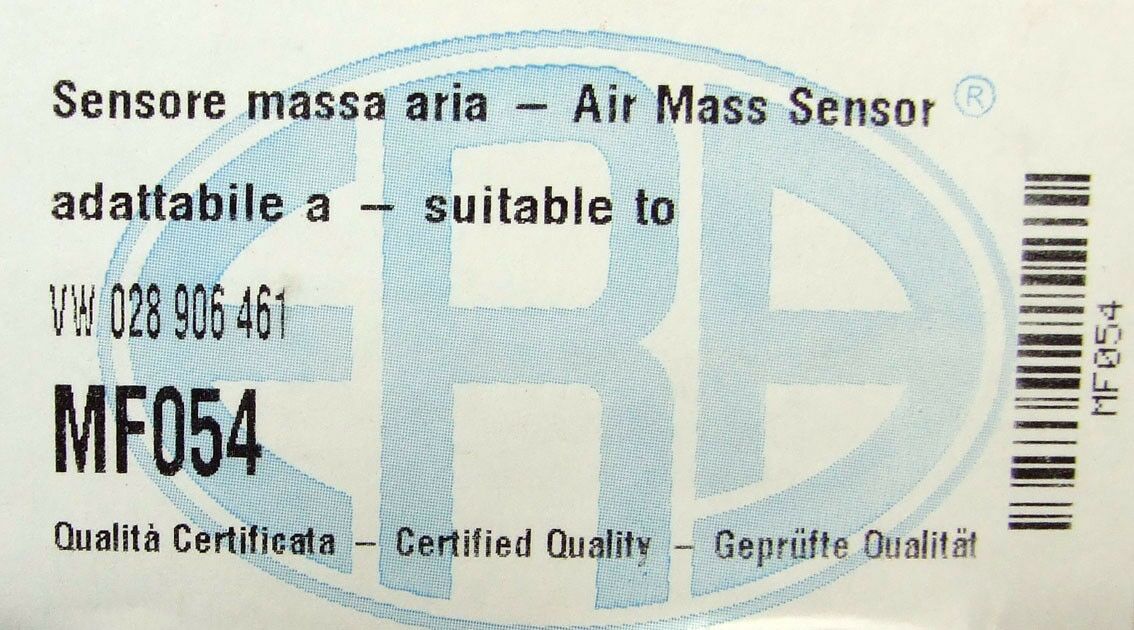 Sensore massa aria – Air Mass Sensor ®
adattabile a – suitable to
VW 028 906 461
MF054
Qualità Certificata – Certified Quality – Geprüfte Qualität
ERA
MF054